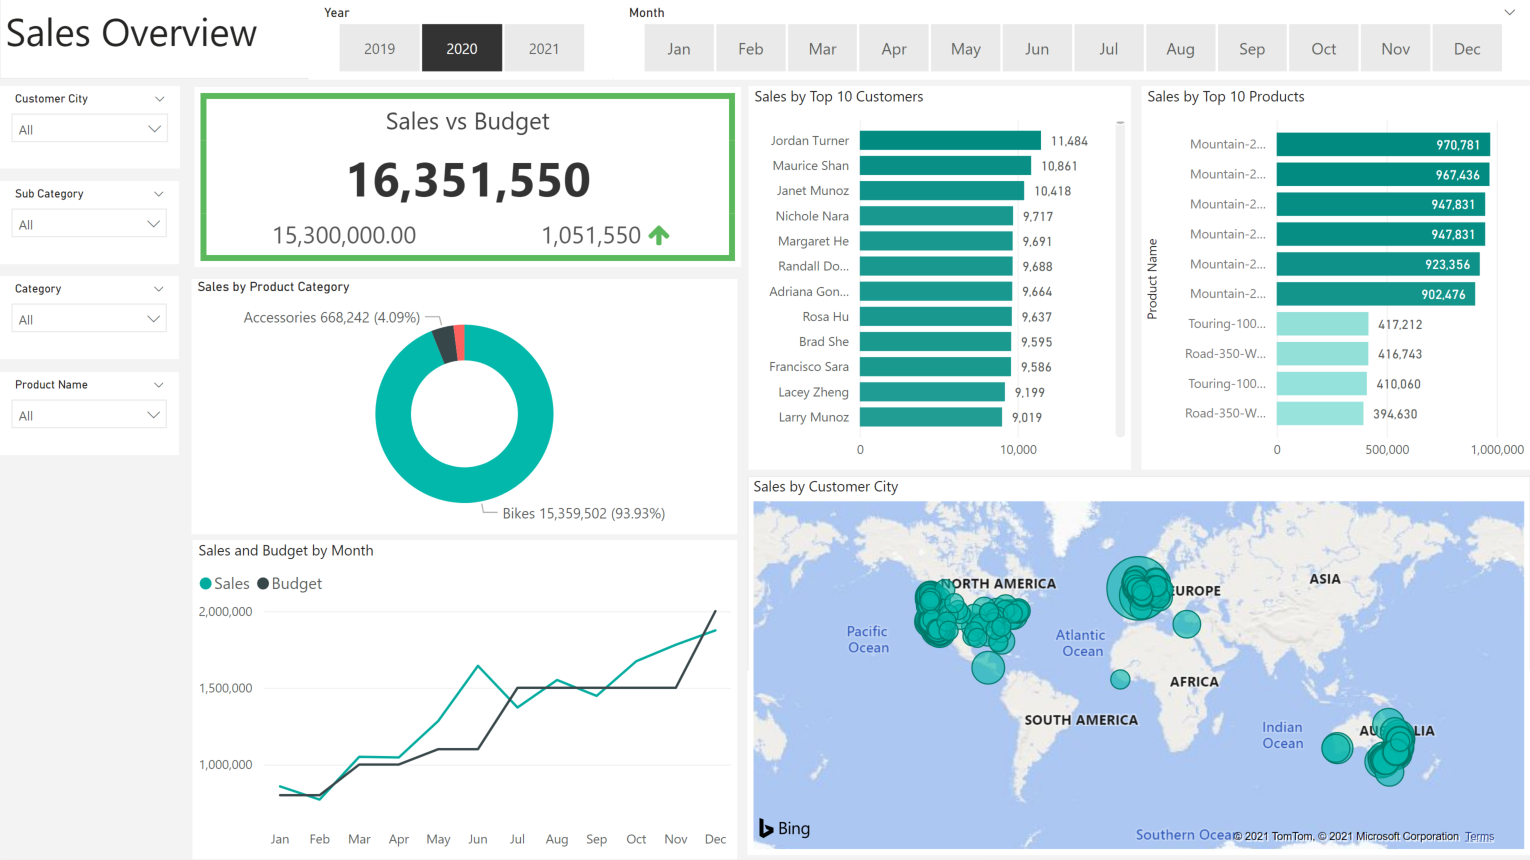 Sales Overview
Year
2019 2020 2021
Month
Jan Feb Mar Apr May Jun Jul Aug Sep Oct Nov Dec
Customer City
All
Sub Category
All
Category
All
Product Name
All
Sales vs Budget
16,351,550
15,300,000.00 1,051,550
Sales by Product Category
Accessories 668,242 (4.09%)
Bikes 15,359,502 (93.93%)
Sales and Budget by Month
Sales Budget
2,000,000
1,500,000
1,000,000
Jan Feb Mar Apr May Jun Jul Aug Sep Oct Nov Dec
Sales by Top 10 Customers
Jordan Turner 11,484
Maurice Shan 10,861
Janet Munoz 10,418
Nichole Nara 9,717
Margaret He 9,691
Randall Do... 9,688
Adriana Gon... 9,664
Rosa Hu 9,637
Brad She 9,595
Francisco Sara 9,586
Lacey Zheng 9,199
Larry Munoz 9,019
0 10,000
Sales by Top 10 Products
Product Name
Mountain-2... 970,781
Mountain-2... 967,436
Mountain-2... 947,831
Mountain-2... 947,831
Mountain-2... 923,356
Mountain-2... 902,476
Touring-100... 417,212
Road-350-W... 416,743
Touring-100... 410,060
Road-350-W... 394,630
0 500,000 1,000,000
Sales by Customer City
NORTH AMERICA
EUROPE
ASIA
Pacific
Ocean
Atlantic
Ocean
AFRICA
SOUTH AMERICA
Indian
Ocean
AU LIA
Bing
Southern Ocean
© 2021 TomTom, © 2021 Microsoft Corporation Terms